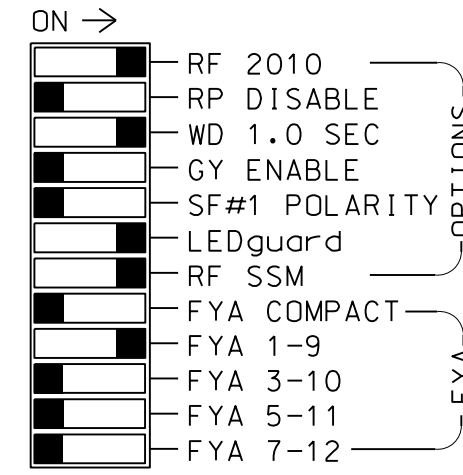 ON →
RF 2010
RP DISABLE
WD 1.0 SEC
GY ENABLE
SF#1 POLARITY
LEDguard
RF SSM
FYA COMPACT
FYA 1-9
FYA 3-10
FYA 5-11
FYA 7-12
OPTIONS
FYA